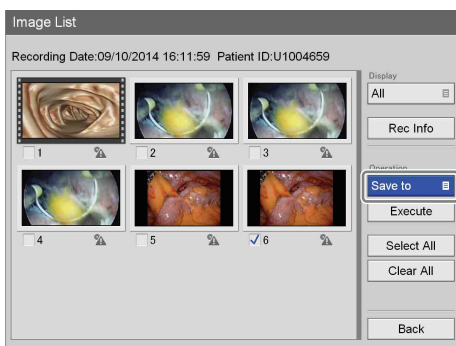 Image List
Recording Date:09/10/2014 16:11:59 Patient ID:U1004659
Display
All
Rec Info
1
2
3
Operation
Save to
Execute
4
5
6
Select All
Clear All
Back